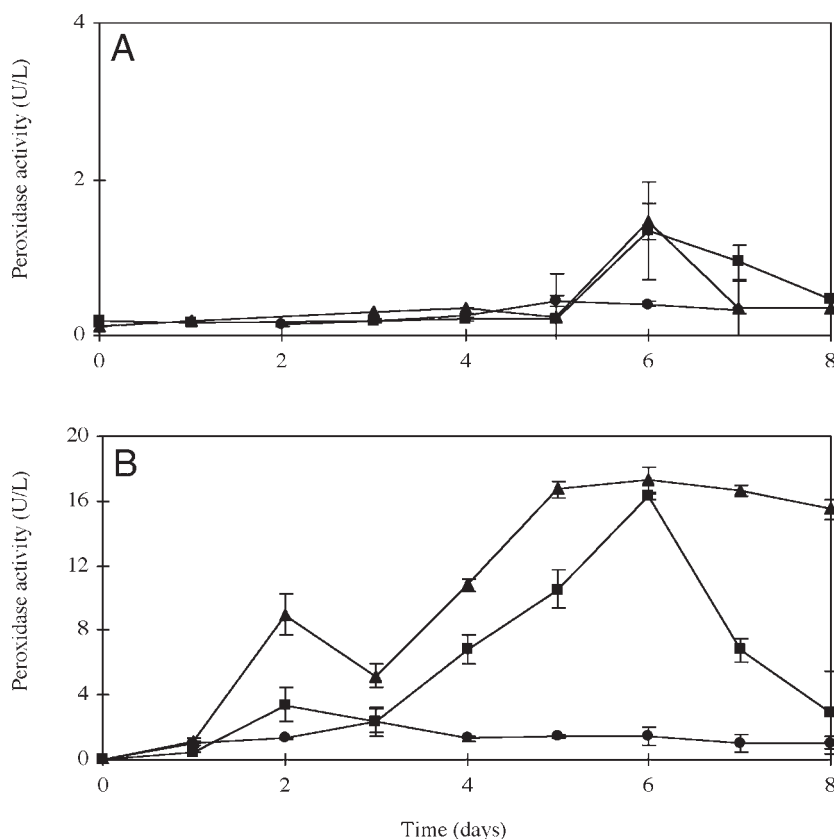 A
Peroxidase activity (U/L)
4
2
0
0 2 4 6 8
B
Peroxidase activity (U/L)
20
16
12
8
4
0
0 2 4 6 8
Time (days)